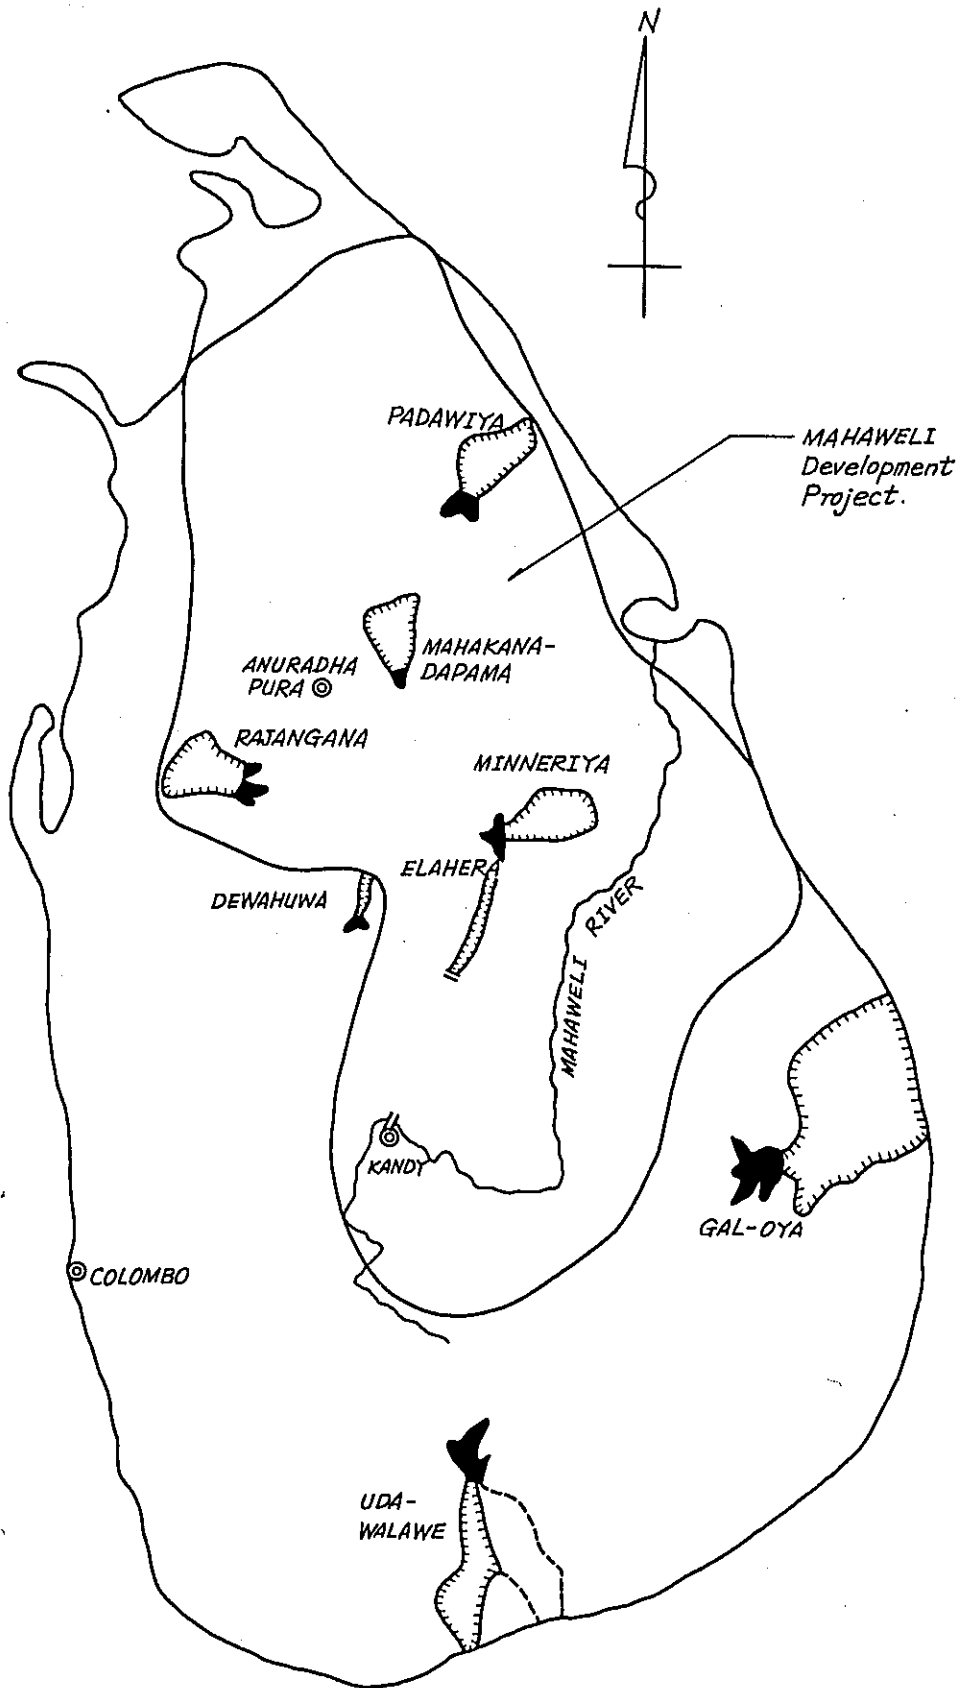 N
PADAWIYA
MAHAWELI
Development
Project.
MAHAKANA-
DAPAMA
ANURADHA
PURA
RAJANGANA
MINNERIYA
ELAHERA
DEWAHUWA
MAHAWELI RIVER
KANDY
GAL-OYA
COLOMBO
UDA-
WALAWE